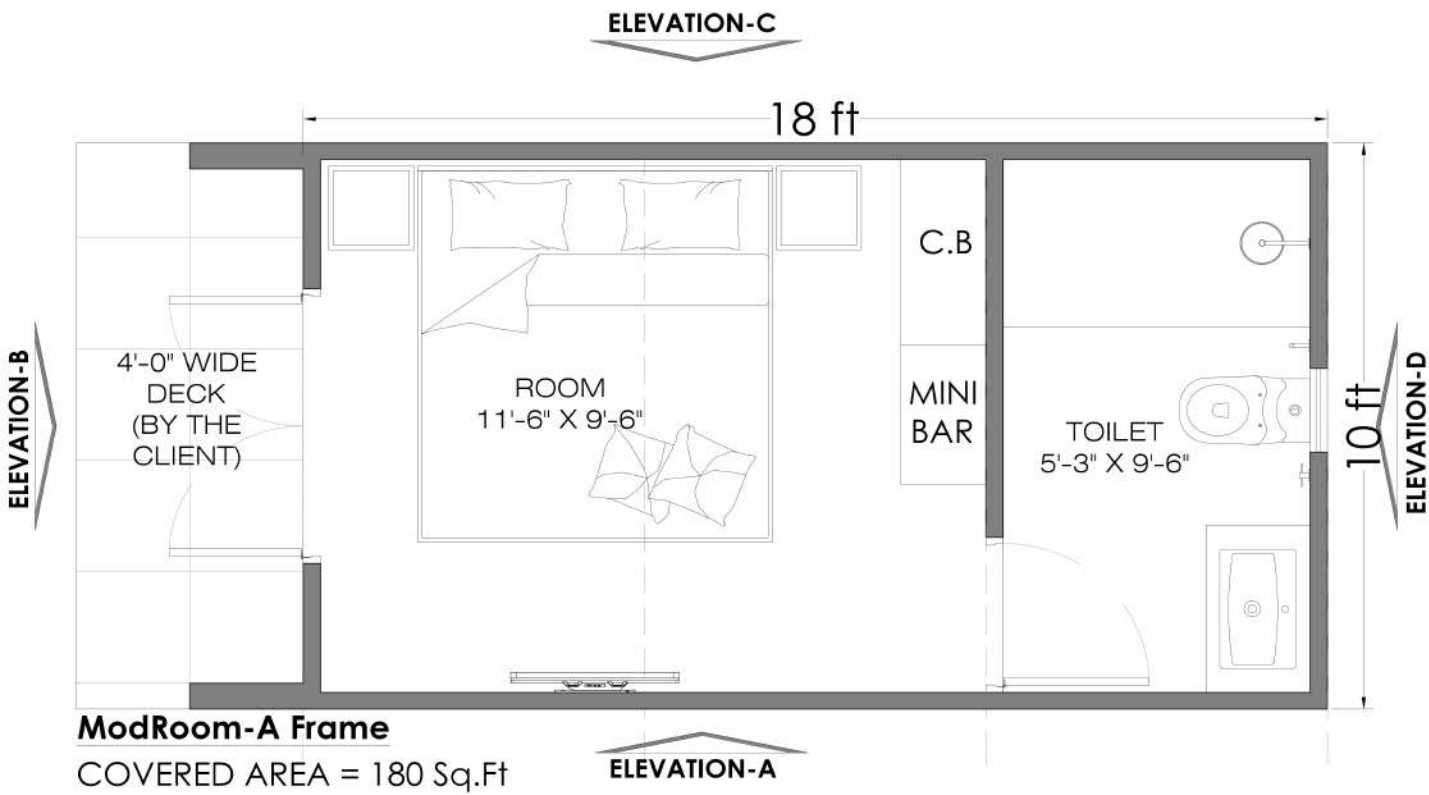 ELEVATION-C
18 ft
C.B
ELEVATION-B
4'-0" WIDE
DECK
(BY THE
CLIENT)
ROOM
11'-6" X 9'-6"
MINI
BAR
TOILET
5'-3" X 9'-6"
10 ft
ELEVATION-D
ModRoom-A Frame
COVERED AREA = 180 Sq.Ft
ELEVATION-A